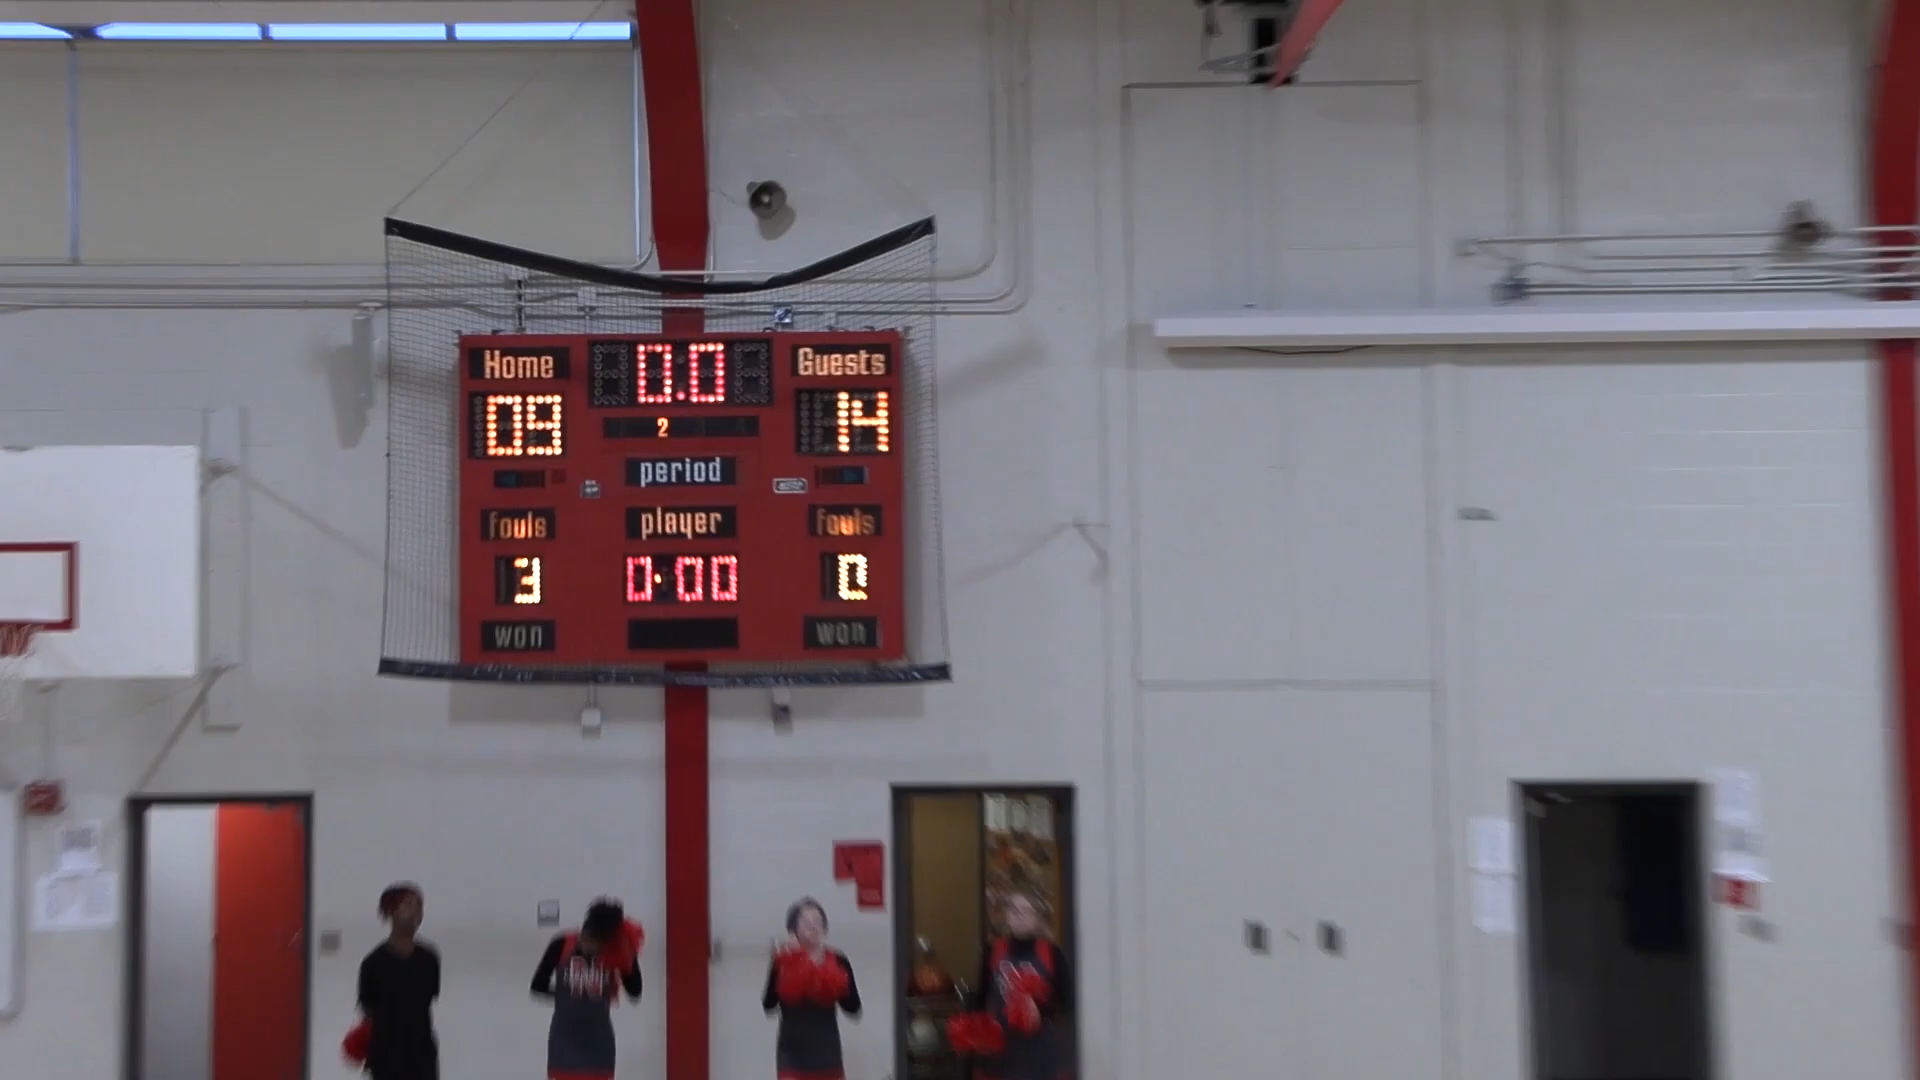 Home 0.0 Guests
09 2 14
period
fouls player fouls
3 0:00 0
won won